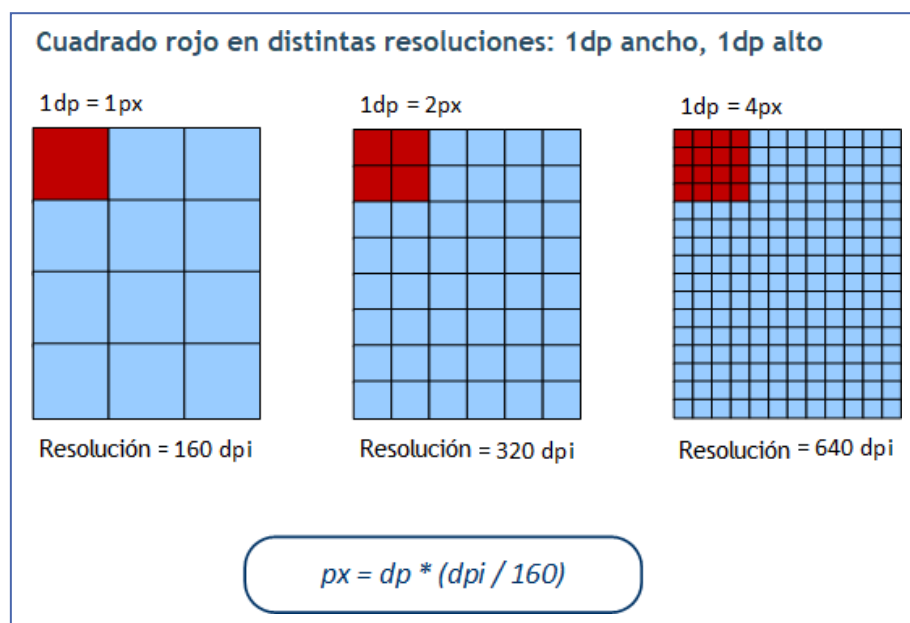 Cuadrado rojo en distintas resoluciones: 1dp ancho, 1dp alto
1dp = 1px
1dp = 2px
1dp = 4px
Resolución = 160 dpi
Resolución = 320 dpi
Resolución = 640 dpi
px = dp * (dpi / 160)